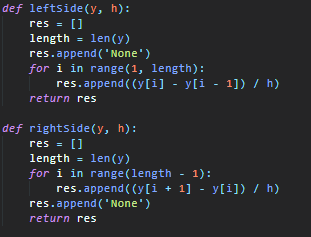 def leftSide(y, h):
    res = []
    length = len(y)
    res.append('None')
    for i in range(1, length):
        res.append((y[i] - y[i - 1]) / h)
    return res
def rightSide(y, h):
    res = []
    length = len(y)
    for i in range(length - 1):
        res.append((y[i + 1] - y[i]) / h)
    res.append('None')
    return res